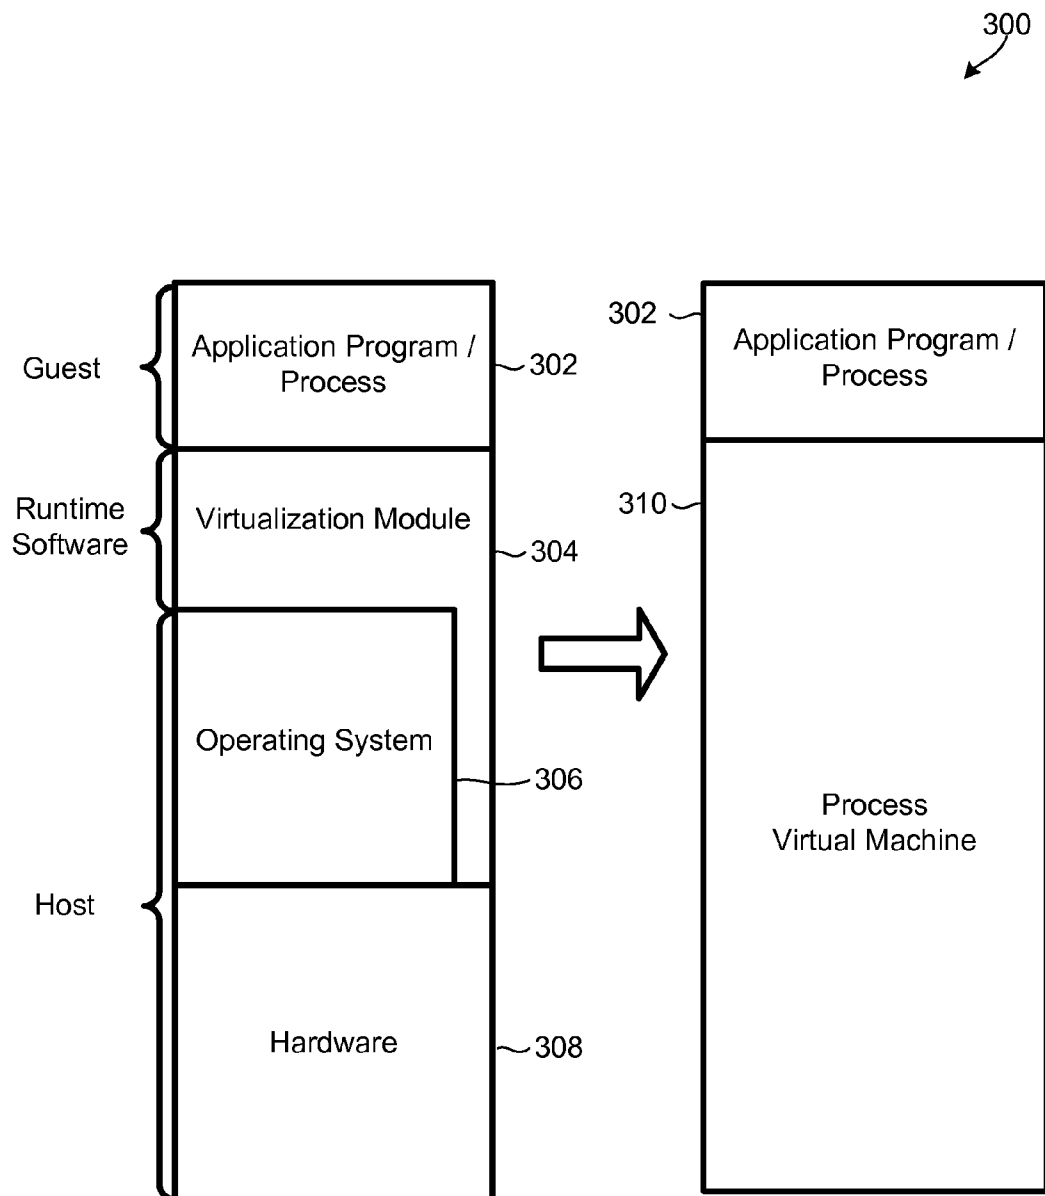 300
Guest
Application Program /
Process
302
Runtime
Software
Virtualization Module
304
Operating System
306
Host
Hardware
308
302
Application Program /
Process
310
Process
Virtual Machine